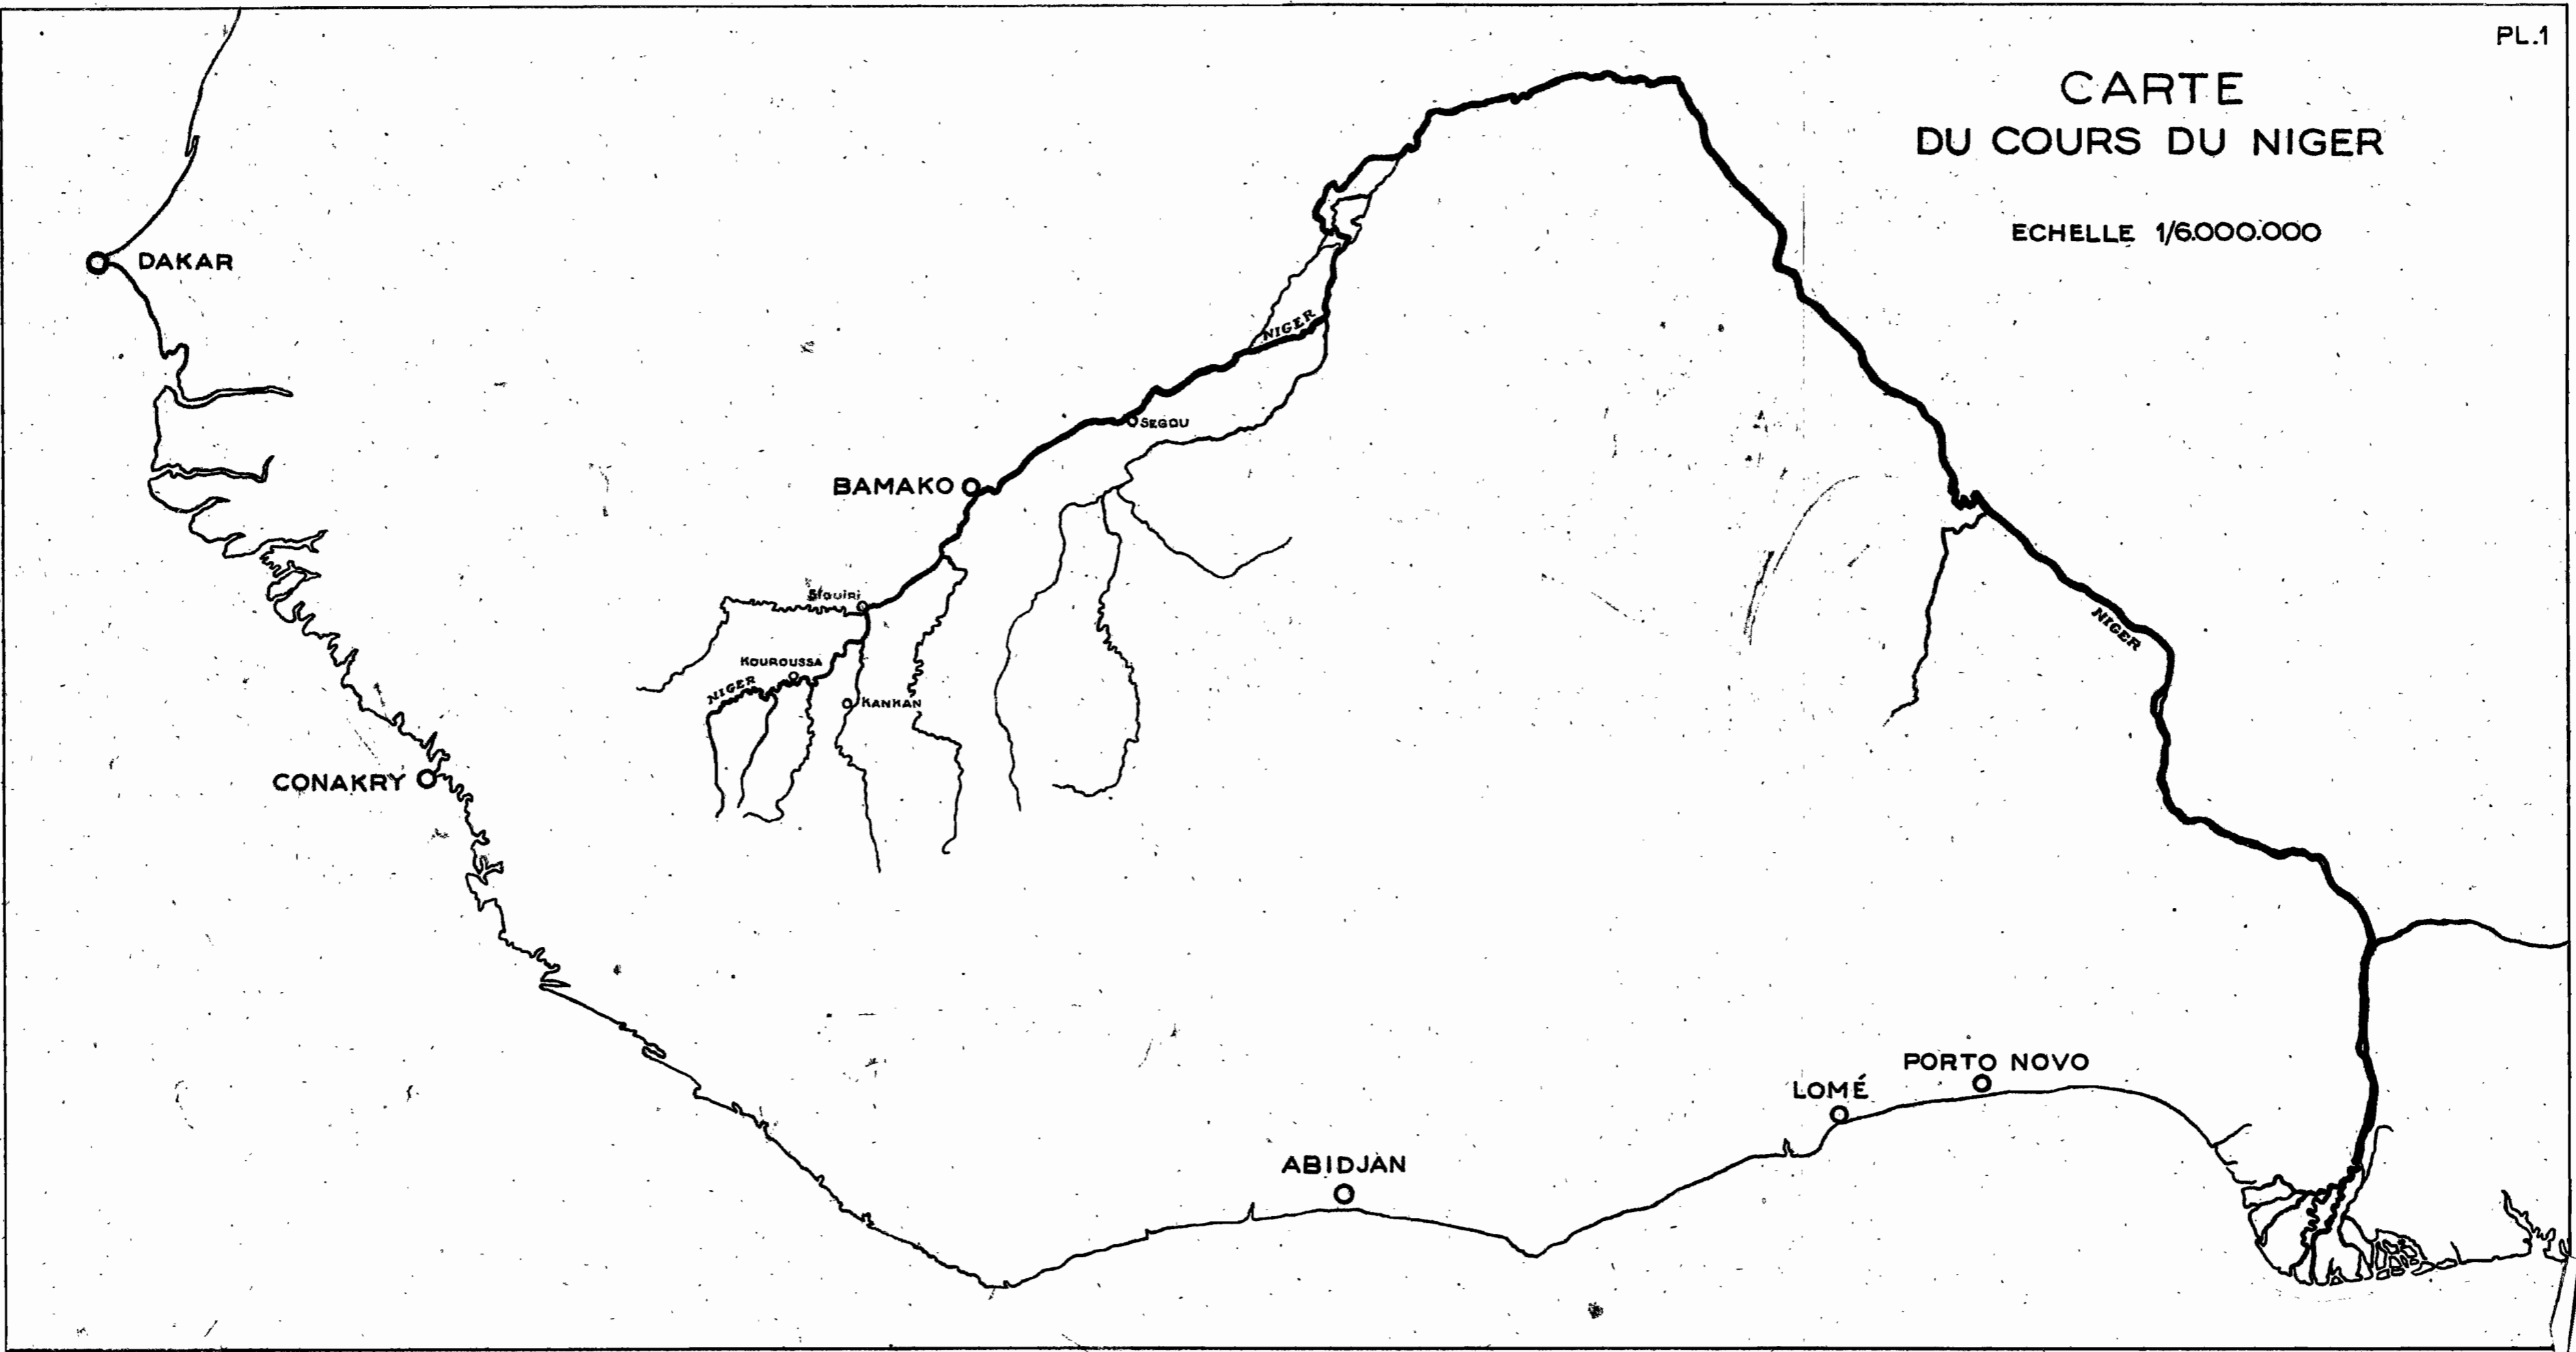 PL.1
CARTE
DU COURS DU NIGER
ECHELLE 1/6.000.000
DAKAR
NIGER
SEGOU
BAMAKO
Siguiri
KOUROUSSA
NIGER
KANKAN
NIGER
CONAKRY
PORTO NOVO
LOMÉ
ABIDJAN